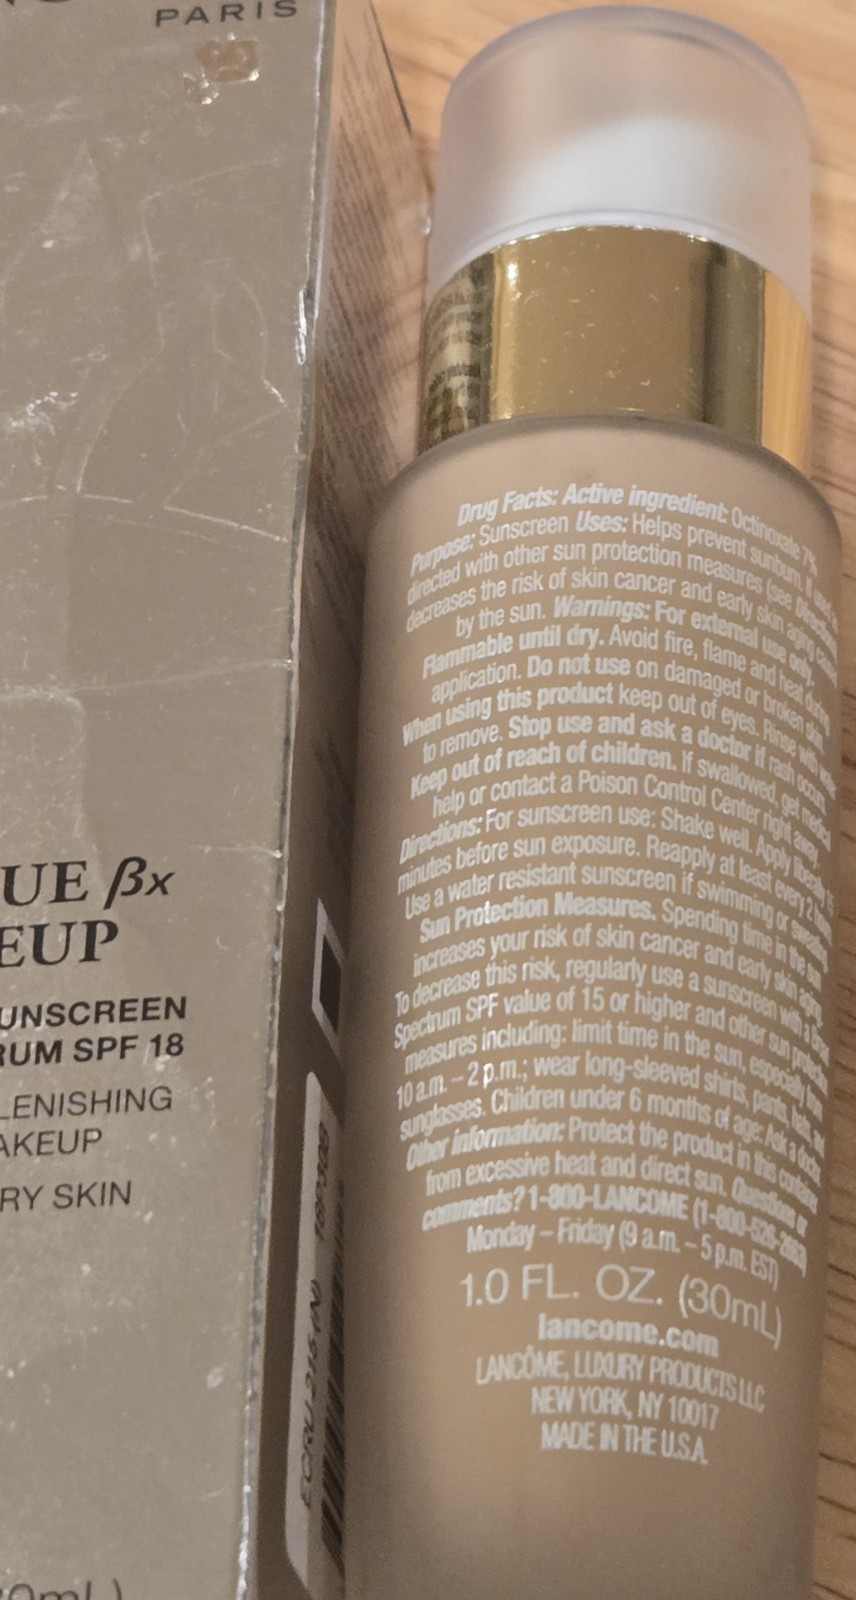 PARIS
UE βx
EUP
UNSCREEN
RUM SPF 18
LENISHING
AKEUP
RY SKIN
ECRU 215 (N)
Drug Facts: Active ingredient: Octinoxate 7%
Purpose: Sunscreen Uses: Helps prevent sunburn. If used
directed with other sun protection measures (see
decreases the risk of skin cancer and early skin aging
by the sun. Warnings: For external use only.
Flammable until dry. Avoid fire, flame and heat during
application. Do not use on damaged or broken skin.
When using this product keep out of eyes. Rinse with
to remove. Stop use and ask a doctor if rash occurs.
Keep out of reach of children. If swallowed, get medical
help or contact a Poison Control Center right away.
Directions: For sunscreen use: Shake well. Apply liberally
minutes before sun exposure. Reapply at least every 2
Use a water resistant sunscreen if swimming or sweating
Sun Protection Measures. Spending time in the sun
increases your risk of skin cancer and early skin aging.
To decrease this risk, regularly use a sunscreen with a
Spectrum SPF value of 15 or higher and other sun
measures including: limit time in the sun, especially from
10 a.m. – 2 p.m.; wear long-sleeved shirts, pants,
sunglasses. Children under 6 months of age: Ask a
Other information: Protect the product in this container
from excessive heat and direct sun. Questions or
comments? 1-800-LANCOME (1-800-526-2663)
Monday – Friday (9 a.m. – 5 p.m. EST)
1.0 FL. OZ. (30mL)
lancome.com
LANCÔME, LUXURY PRODUCTS LLC
NEW YORK, NY 10017
MADE IN THE U.S.A.